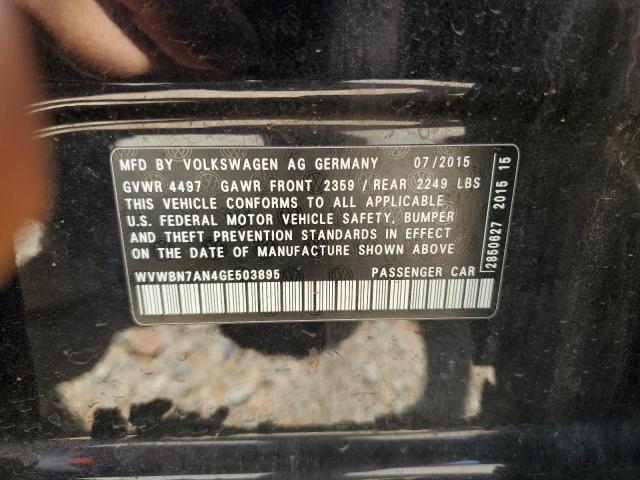 MFD BY VOLKSWAGEN AG GERMANY 07/2015
GVWR 4497 GAWR FRONT 2359 / REAR 2249 LBS
THIS VEHICLE CONFORMS TO ALL APPLICABLE
U.S. FEDERAL MOTOR VEHICLE SAFETY, BUMPER
AND THEFT PREVENTION STANDARDS IN EFFECT
ON THE DATE OF MANUFACTURE SHOWN ABOVE
WVWBN7AN4GE503895 PASSENGER CAR
2850627 2015 15